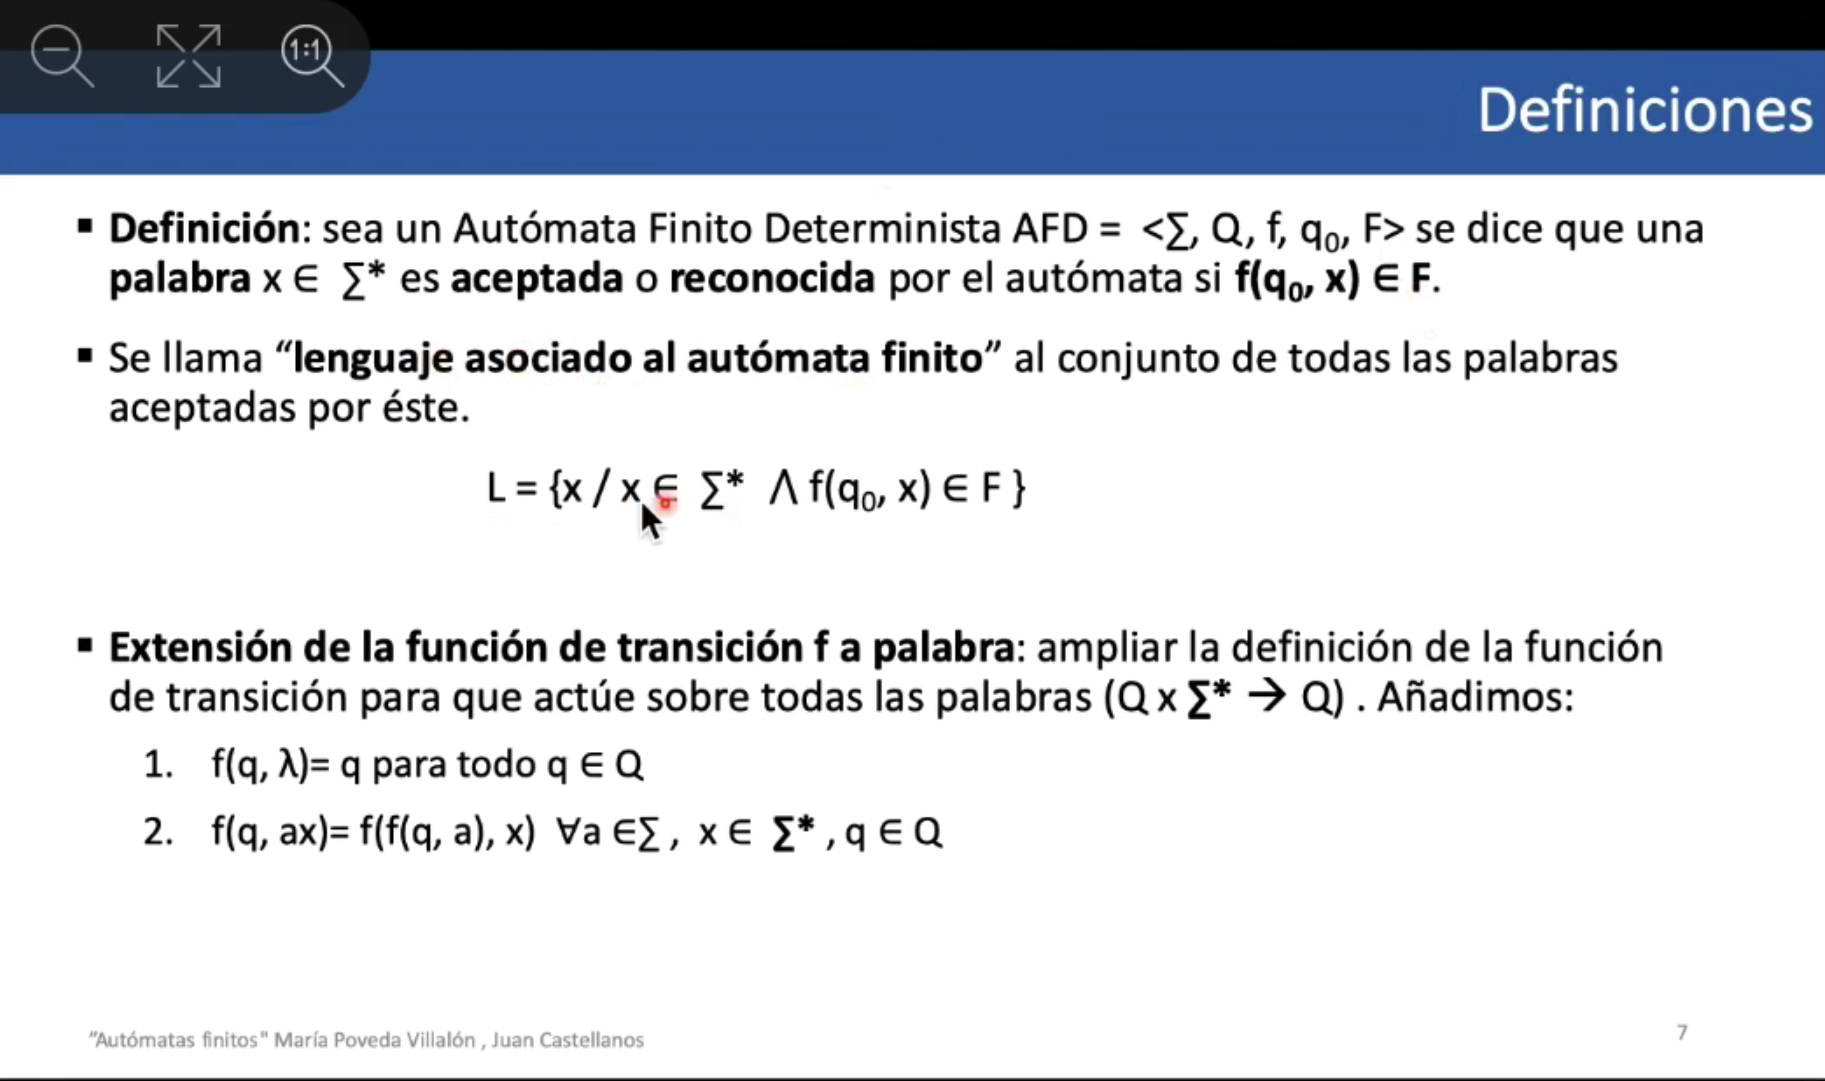 1:1
Definiciones
▪ Definición: sea un Autómata Finito Determinista AFD = <∑, Q, f, q₀, F> se dice que una
palabra x ∈ ∑* es aceptada o reconocida por el autómata si f(q₀, x) ∈ F.
▪ Se llama “lenguaje asociado al autómata finito” al conjunto de todas las palabras
aceptadas por éste.
L = {x / x ∈ ∑* ⋀ f(q₀, x) ∈ F }
▪ Extensión de la función de transición f a palabra: ampliar la definición de la función
de transición para que actúe sobre todas las palabras (Q x ∑* → Q) . Añadimos:
1. f(q, λ)= q para todo q ∈ Q
2. f(q, ax)= f(f(q, a), x) ∀a ∈∑ , x ∈ ∑* , q ∈ Q
“Autómatas finitos" María Poveda Villalón , Juan Castellanos
7